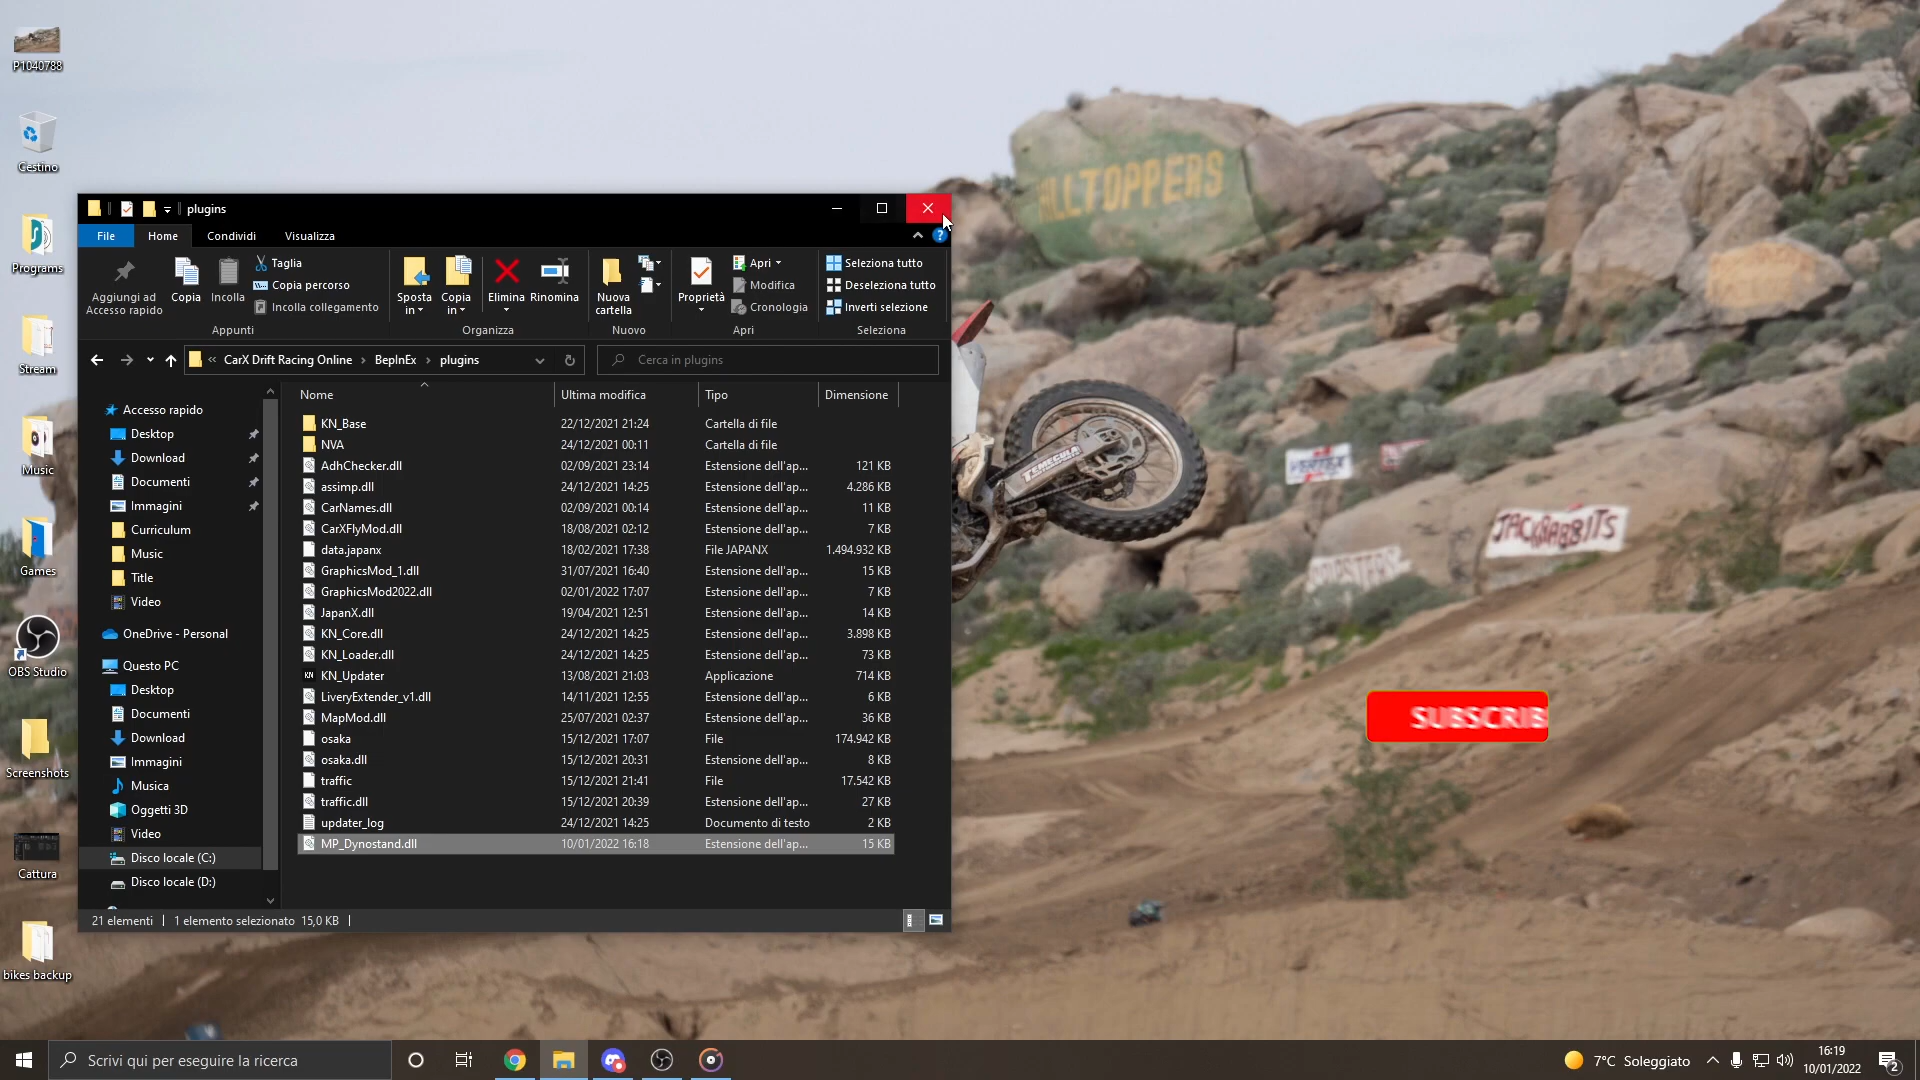 P1040788
Cestino
Programs
Stream
Music
Games
OBS Studio
Screenshots
Cattura
bikes backup
plugins
File
Home
Condividi
Visualizza
Aggiungi ad
Accesso rapido
Copia
Incolla
Taglia
Copia percorso
Incolla collegamento
Appunti
Sposta
in
Copia
in
Elimina
Rinomina
Organizza
Nuova
cartella
Nuovo
Proprietà
Apri
Modifica
Cronologia
Apri
Seleziona tutto
Deseleziona tutto
Inverti selezione
Seleziona
« CarX Drift Racing Online › BepInEx › plugins
Cerca in plugins
Accesso rapido
Desktop
Download
Documenti
Immagini
Curriculum
Music
Title
Video
OneDrive - Personal
Questo PC
Desktop
Documenti
Download
Immagini
Musica
Oggetti 3D
Video
Disco locale (C:)
Disco locale (D:)
Nome Ultima modifica Tipo Dimensione
KN_Base 22/12/2021 21:24 Cartella di file
NVA 24/12/2021 00:11 Cartella di file
AdhChecker.dll 02/09/2021 23:14 Estensione dell'ap... 121 KB
assimp.dll 24/12/2021 14:25 Estensione dell'ap... 4.286 KB
CarNames.dll 02/09/2021 00:14 Estensione dell'ap... 11 KB
CarXFlyMod.dll 18/08/2021 02:12 Estensione dell'ap... 7 KB
data.japanx 18/02/2021 17:38 File JAPANX 1.494.932 KB
GraphicsMod_1.dll 31/07/2021 16:40 Estensione dell'ap... 15 KB
GraphicsMod2022.dll 02/01/2022 17:07 Estensione dell'ap... 7 KB
JapanX.dll 19/04/2021 12:51 Estensione dell'ap... 14 KB
KN_Core.dll 24/12/2021 14:25 Estensione dell'ap... 3.898 KB
KN_Loader.dll 24/12/2021 14:25 Estensione dell'ap... 73 KB
KN KN_Updater 13/08/2021 21:03 Applicazione 714 KB
LiveryExtender_v1.dll 14/11/2021 12:55 Estensione dell'ap... 6 KB
MapMod.dll 25/07/2021 02:37 Estensione dell'ap... 36 KB
osaka 15/12/2021 17:07 File 174.942 KB
osaka.dll 15/12/2021 20:31 Estensione dell'ap... 8 KB
traffic 15/12/2021 21:41 File 17.542 KB
traffic.dll 15/12/2021 20:39 Estensione dell'ap... 27 KB
updater_log 24/12/2021 14:25 Documento di testo 2 KB
MP_Dynostand.dll 10/01/2022 16:18 Estensione dell'ap... 15 KB
21 elementi 1 elemento selezionato 15,0 KB
HILLTOPPERS
TEMECULA
JACKRABBITS
SUBSCRIB
Scrivi qui per eseguire la ricerca
7°C Soleggiato
16:19
10/01/2022
2